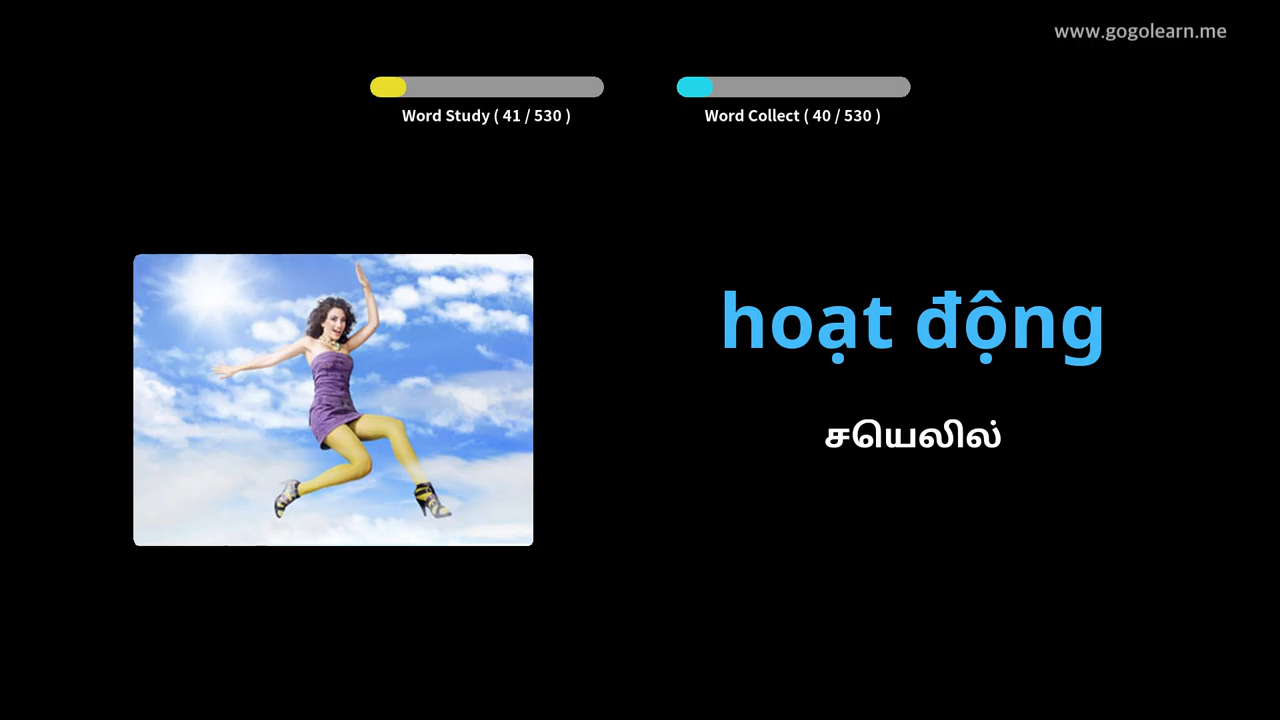 www.gogolearn.me
Word Study ( 41 / 530 )
Word Collect ( 40 / 530 )
hoạt động
சயெலில்